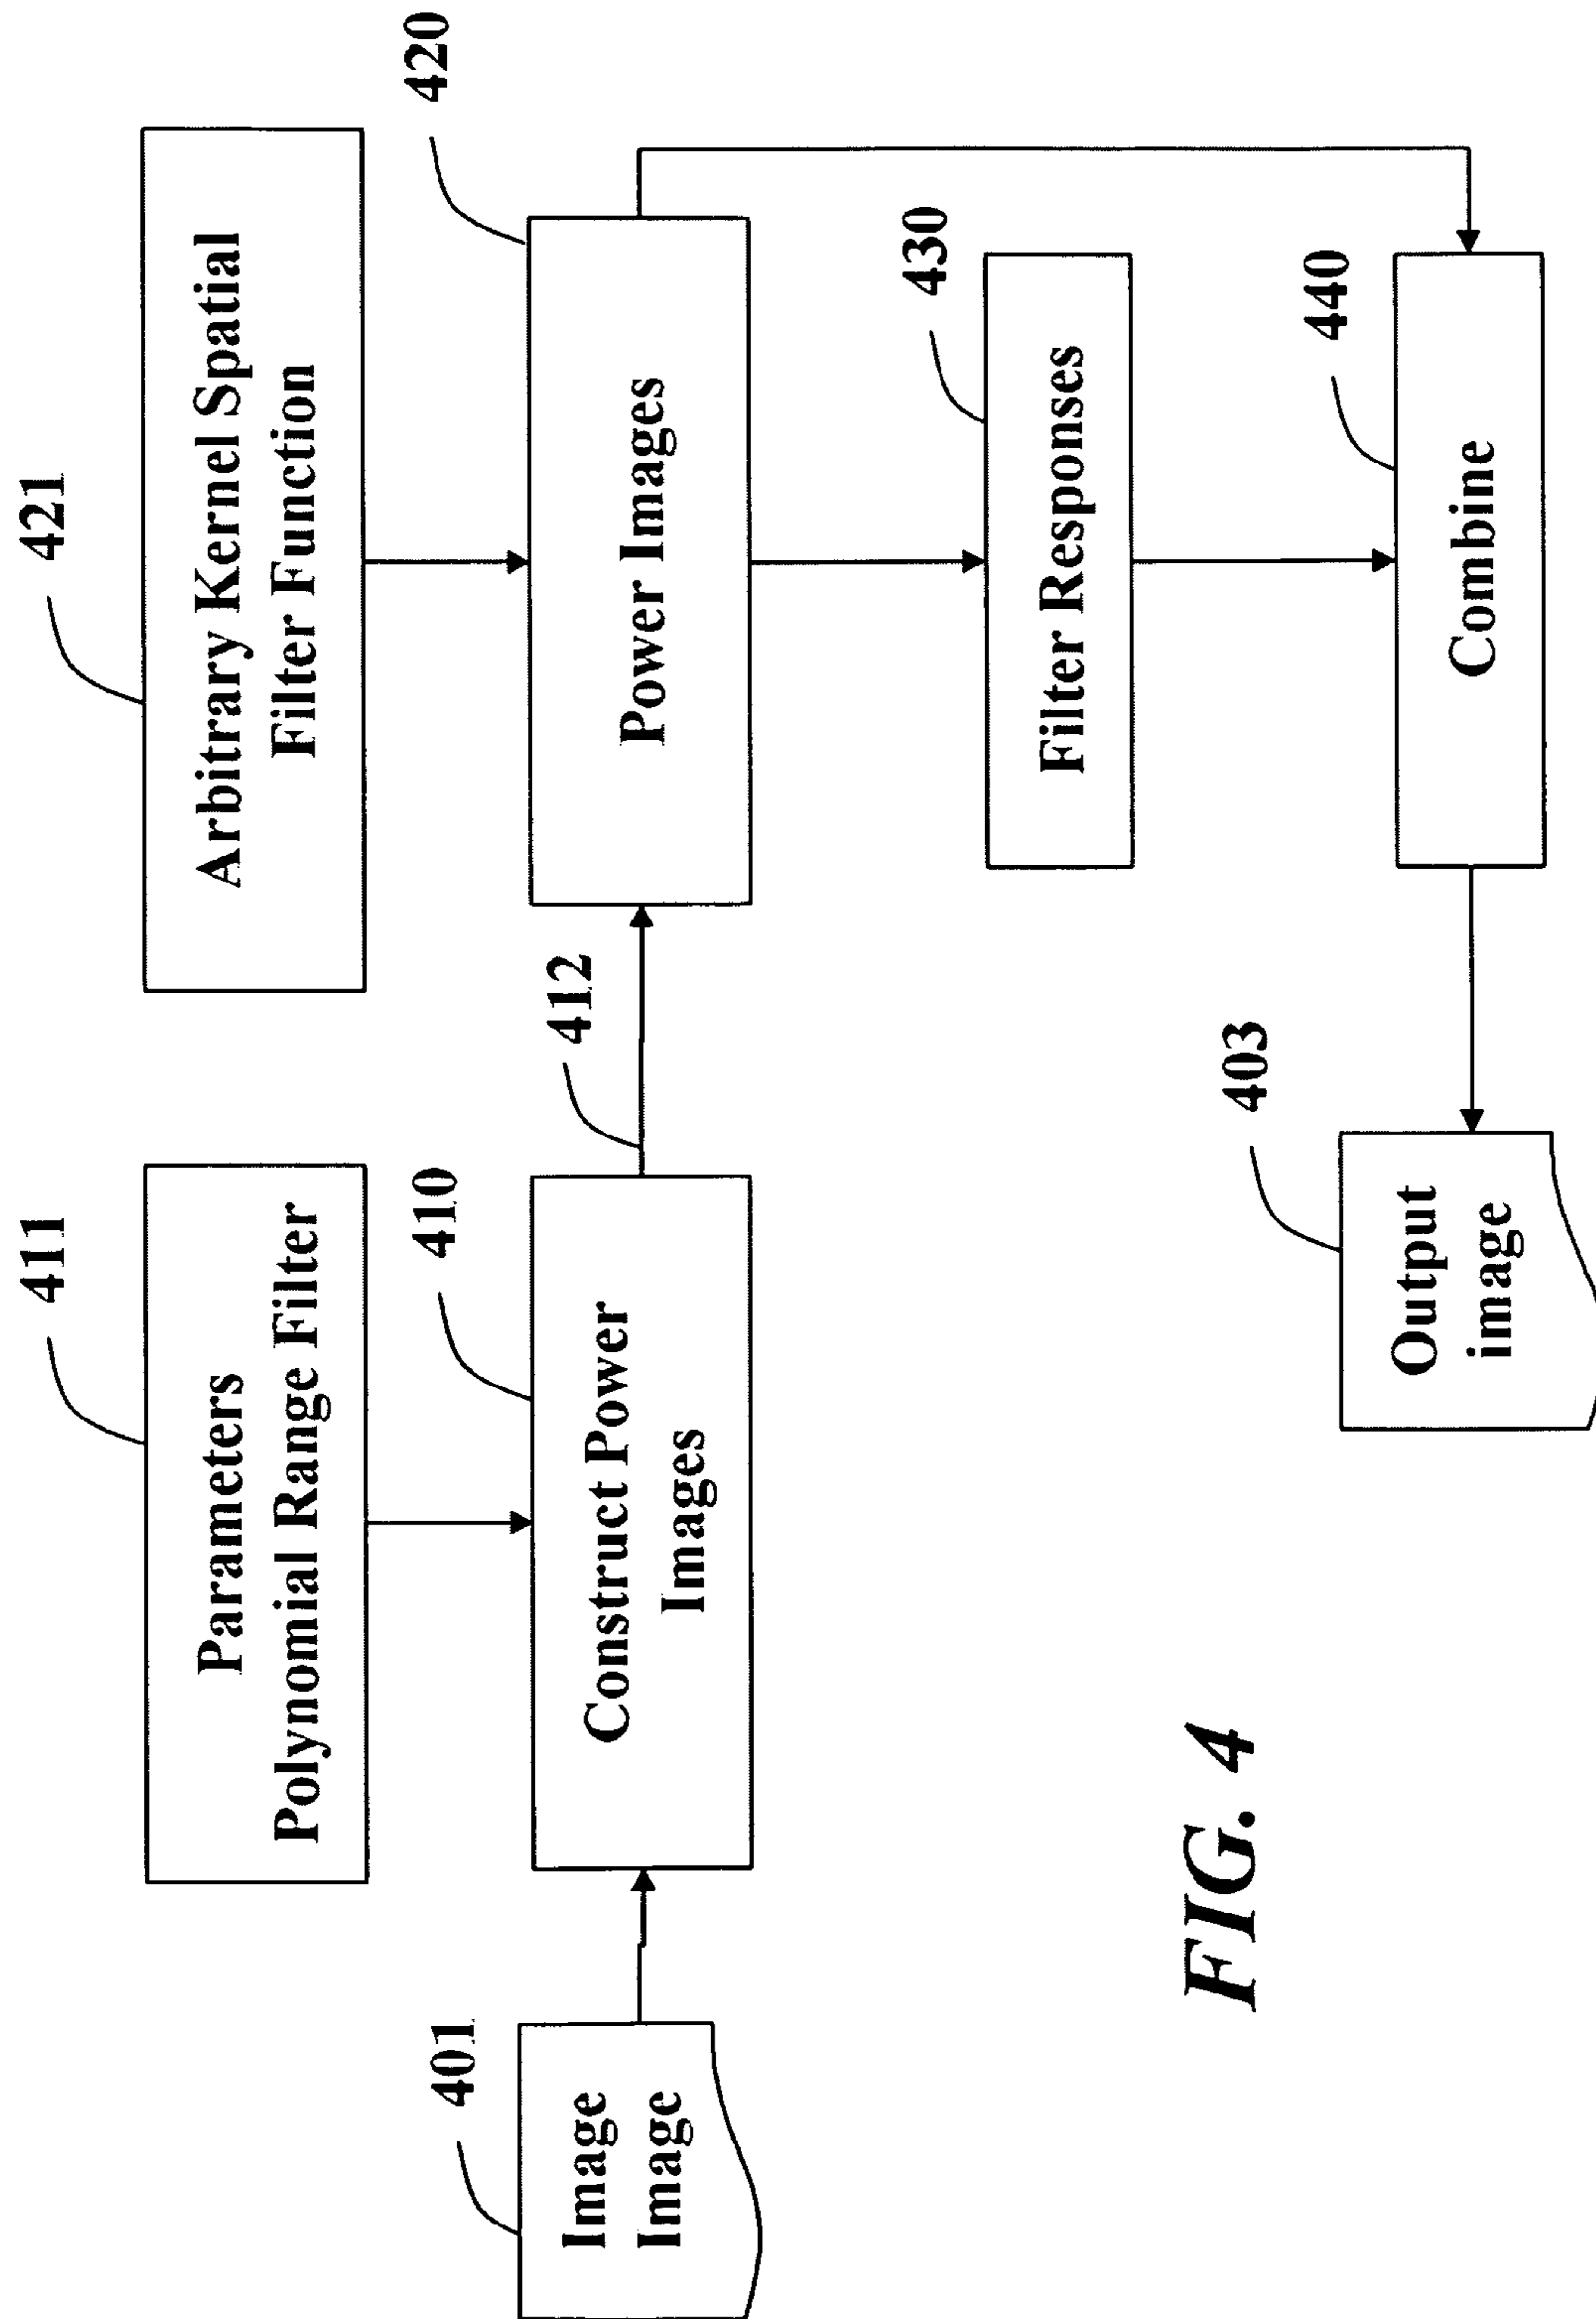 411
Parameters
Polynomial Range Filter
421
Arbitrary Kernel Spatial
Filter Function
401
Image
Image
410
Construct Power
Images
412
420
Power Images
430
Filter Responses
440
Combine
403
Output
image
FIG. 4